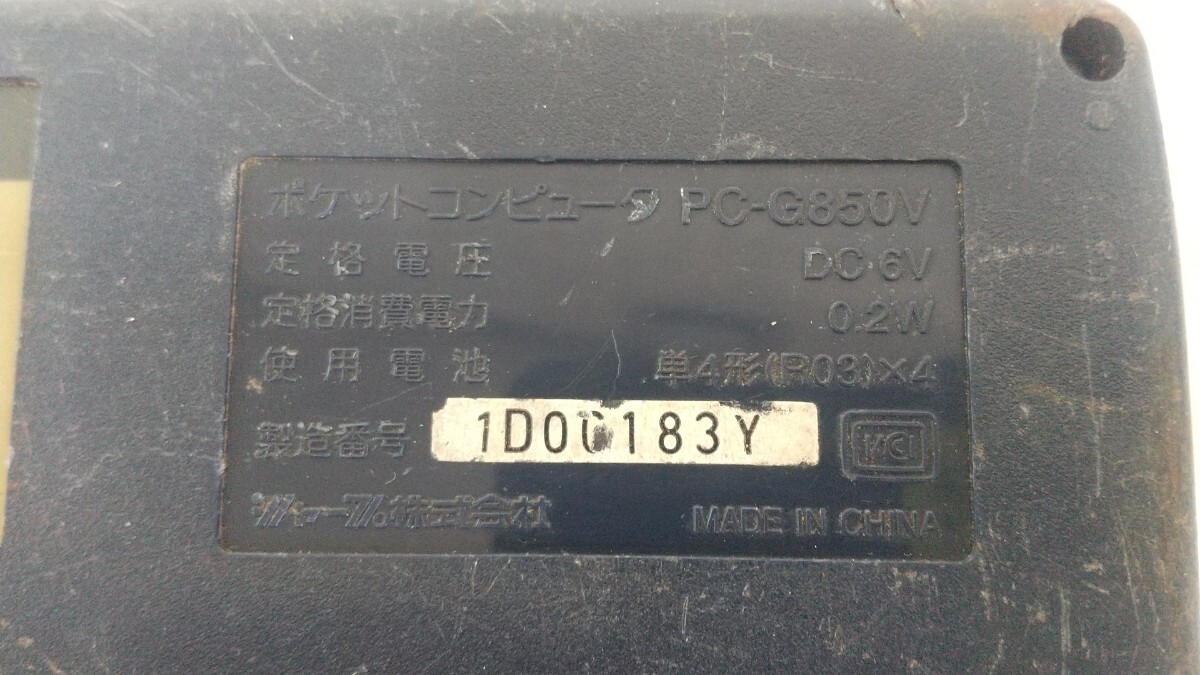 ポケットコンピュータ PC-G850V
定格電圧 DC 6V
定格消費電力 0.2W
使用電池 単4形(R03)×4
製造番号 1D000183Y
シャープ株式会社 MADE IN CHINA